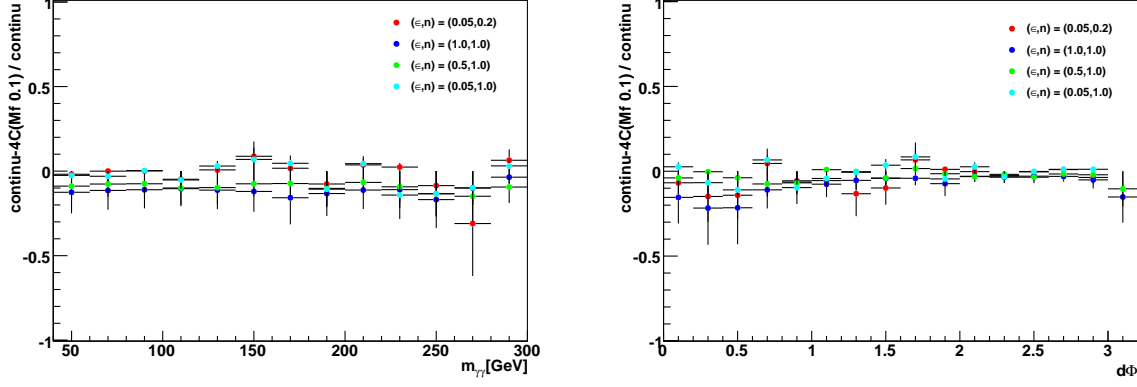 continu-4C(Mf 0.1) / continu
1
0.5
0
-0.5
-1
(ϵ,n) = (0.05,0.2)
(ϵ,n) = (1.0,1.0)
(ϵ,n) = (0.5,1.0)
(ϵ,n) = (0.05,1.0)
50 100 150 200 250 300
mγγ[GeV]
continu-4C(Mf 0.1) / continu
1
0.5
0
-0.5
-1
(ϵ,n) = (0.05,0.2)
(ϵ,n) = (1.0,1.0)
(ϵ,n) = (0.5,1.0)
(ϵ,n) = (0.05,1.0)
0 0.5 1 1.5 2 2.5 3
dΦ